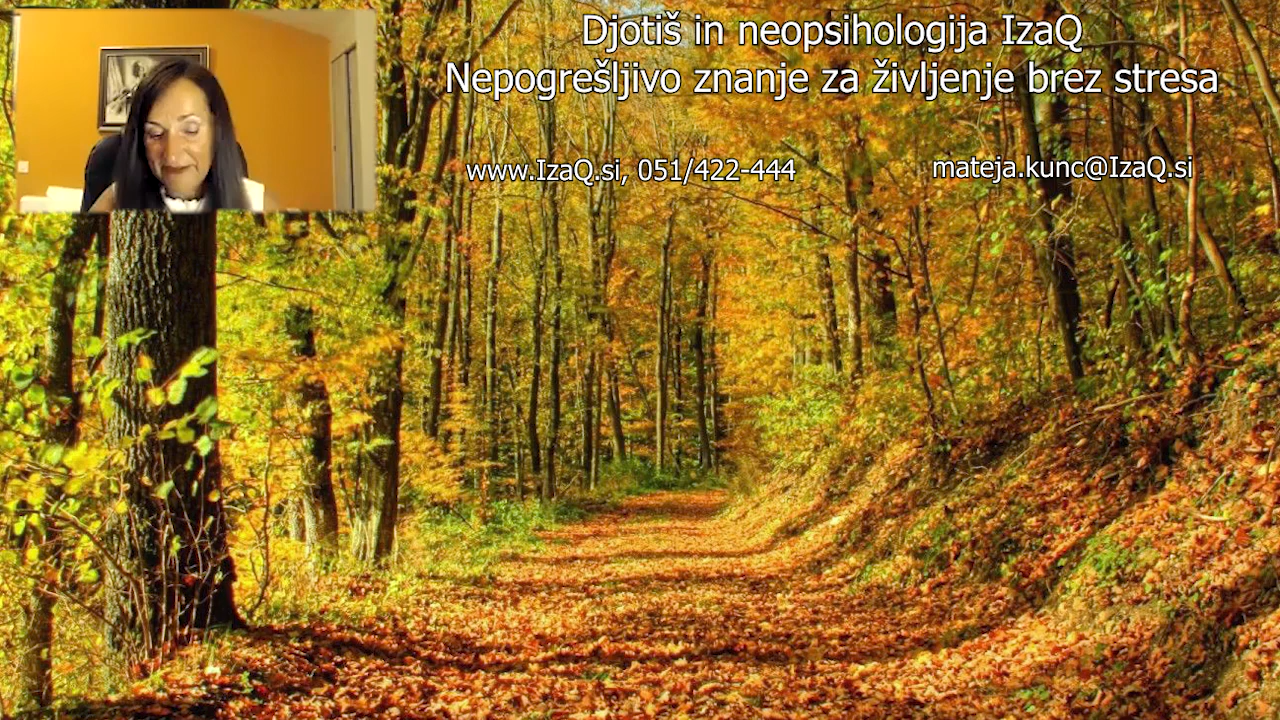 Djotiš in neopsihologija IzaQ
Nepogrešljivo znanje za življenje brez stresa
www.IzaQ.si, 051/422-444
mateja.kunc@IzaQ.si